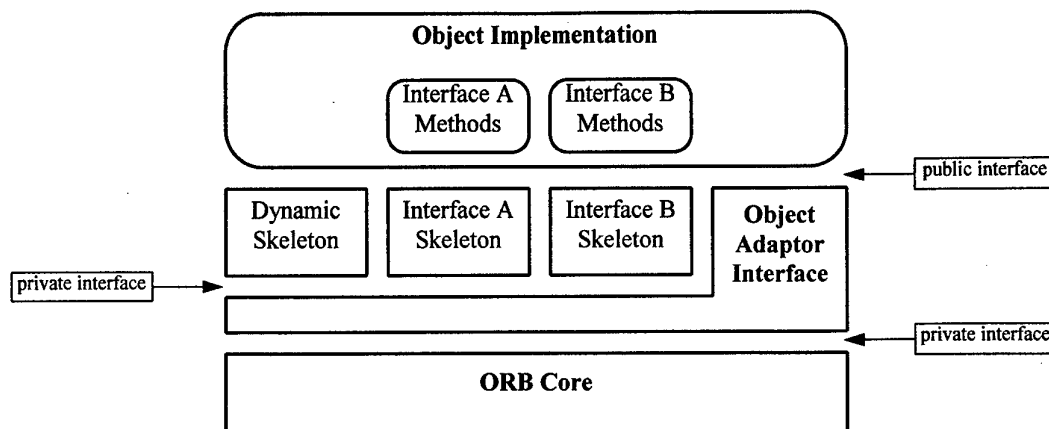 Object Implementation
Interface A
Methods
Interface B
Methods
public interface
Dynamic
Skeleton
Interface A
Skeleton
Interface B
Skeleton
Object
Adaptor
Interface
private interface
private interface
ORB Core